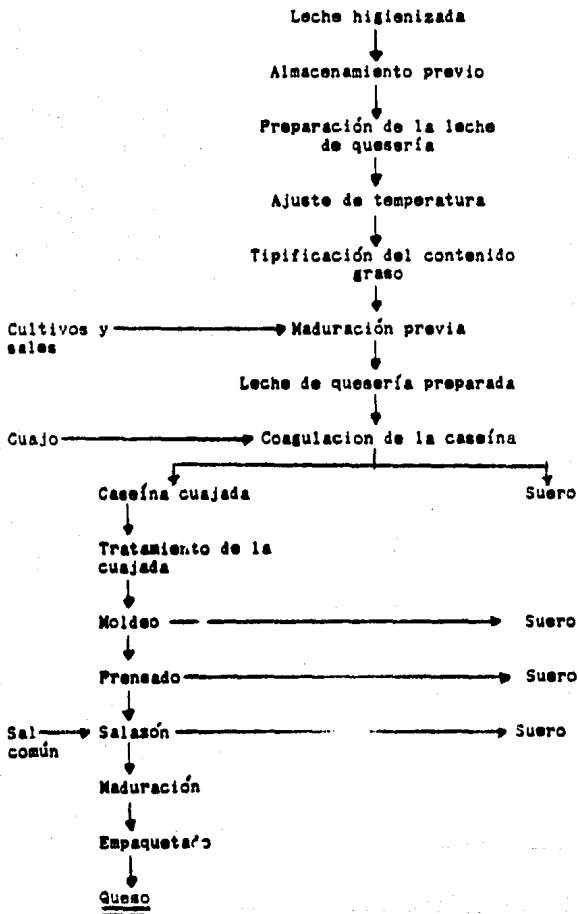 Leche higienizada
Almacenamiento previo
Preparación de la leche
de quesería
Ajuste de temperatura
Tipificación del contenido
graso
Cultivos y
sales
Maduración previa
Leche de quesería preparada
Cuajo
Coagulacion de la caseína
Caseína cuajada
Suero
Tratamiento de la
cuajada
Moldeo
Suero
Prensado
Suero
Sal
común
Salazón
Suero
Maduración
Empaquetado
Queso